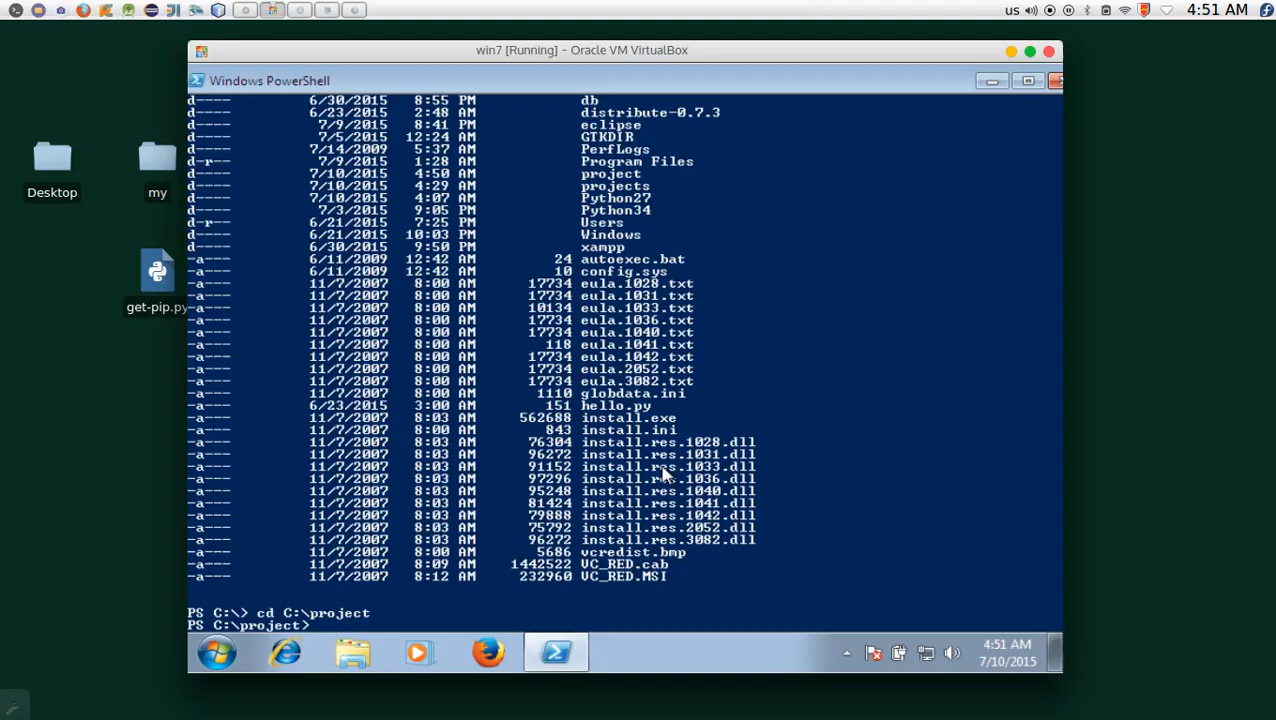 us 4:51 AM
win7 [Running] - Oracle VM VirtualBox
Windows PowerShell
Desktop
my
get-pip.py
d---- 6/30/2015 8:55 PM db
d---- 6/23/2015 2:48 AM distribute-0.7.3
d---- 7/9/2015 8:41 PM eclipse
d---- 7/5/2015 12:24 AM GTKDIR
d---- 7/14/2009 5:37 AM PerfLogs
d-r-- 7/9/2015 1:28 AM Program Files
d---- 7/10/2015 4:50 AM project
d---- 7/10/2015 4:29 AM projects
d---- 7/10/2015 4:07 AM Python27
d---- 7/3/2015 9:05 PM Python34
d-r-- 6/21/2015 7:25 PM Users
d---- 6/21/2015 10:03 PM Windows
d---- 6/30/2015 9:50 PM xampp
-a--- 6/11/2009 12:42 AM 24 autoexec.bat
-a--- 6/11/2009 12:42 AM 10 config.sys
-a--- 11/7/2007 8:00 AM 17734 eula.1028.txt
-a--- 11/7/2007 8:00 AM 17734 eula.1031.txt
-a--- 11/7/2007 8:00 AM 10134 eula.1033.txt
-a--- 11/7/2007 8:00 AM 17734 eula.1036.txt
-a--- 11/7/2007 8:00 AM 17734 eula.1040.txt
-a--- 11/7/2007 8:00 AM 118 eula.1041.txt
-a--- 11/7/2007 8:00 AM 17734 eula.1042.txt
-a--- 11/7/2007 8:00 AM 17734 eula.2052.txt
-a--- 11/7/2007 8:00 AM 17734 eula.3082.txt
-a--- 11/7/2007 8:00 AM 1110 globdata.ini
-a--- 6/23/2015 3:00 AM 151 hello.py
-a--- 11/7/2007 8:03 AM 562688 install.exe
-a--- 11/7/2007 8:00 AM 843 install.ini
-a--- 11/7/2007 8:03 AM 76304 install.res.1028.dll
-a--- 11/7/2007 8:03 AM 96272 install.res.1031.dll
-a--- 11/7/2007 8:03 AM 91152 install.res.1033.dll
-a--- 11/7/2007 8:03 AM 97296 install.res.1036.dll
-a--- 11/7/2007 8:03 AM 95248 install.res.1040.dll
-a--- 11/7/2007 8:03 AM 81424 install.res.1041.dll
-a--- 11/7/2007 8:03 AM 79888 install.res.1042.dll
-a--- 11/7/2007 8:03 AM 75792 install.res.2052.dll
-a--- 11/7/2007 8:03 AM 96272 install.res.3082.dll
-a--- 11/7/2007 8:00 AM 5686 vcredist.bmp
-a--- 11/7/2007 8:09 AM 1442522 VC_RED.cab
-a--- 11/7/2007 8:12 AM 232960 VC_RED.MSI
PS C:\> cd C:\project
PS C:\project>
4:51 AM
7/10/2015